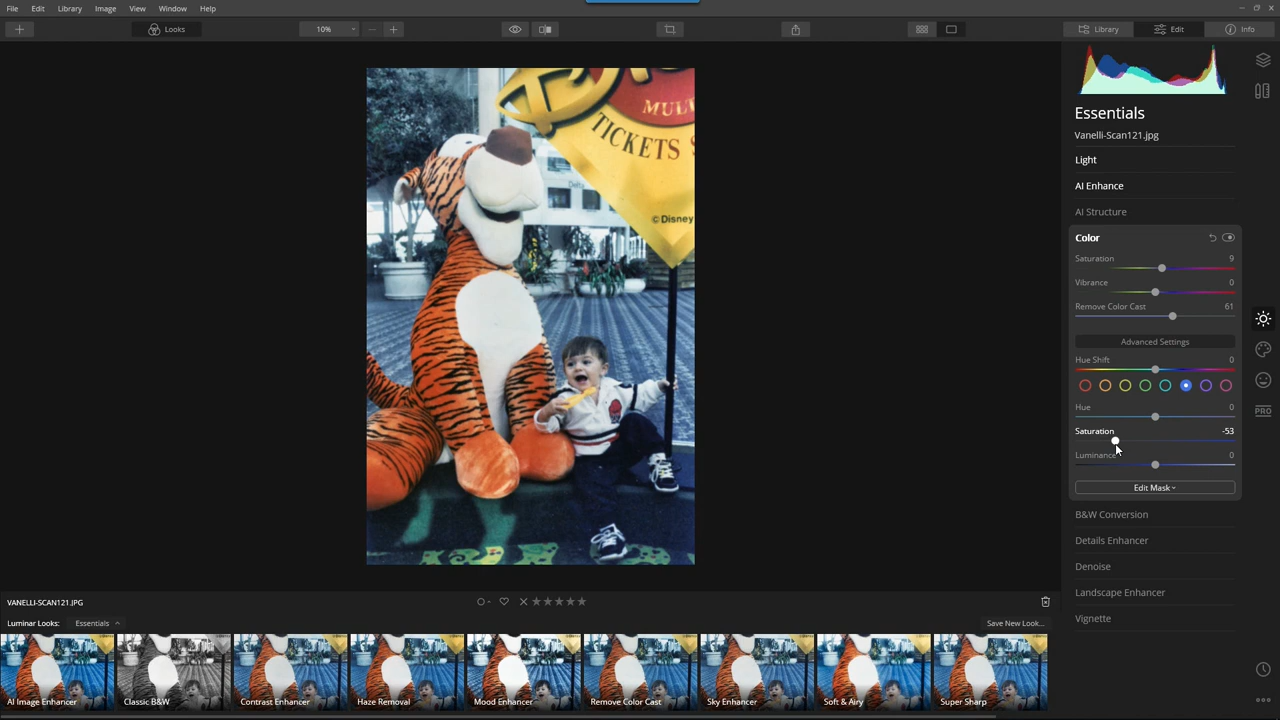 File Edit Library Image View Window Help
Looks 10% Library Edit Info
MUL
TICKETS S
Delta
©Disney
Essentials
Vanelli-Scan121.jpg
Light
AI Enhance
AI Structure
Color
Saturation 9
Vibrance 0
Remove Color Cast 61
Advanced Settings
Hue Shift 0
Hue 0
Saturation -53
Luminance 0
Edit Mask
B&W Conversion
Details Enhancer
Denoise
Landscape Enhancer
Vignette
PRO
VANELLI-SCAN121.JPG
Luminar Looks: Essentials Save New Look...
AI Image Enhancer Classic B&W Contrast Enhancer Haze Removal Mood Enhancer Remove Color Cast Sky Enhancer Soft & Airy Super Sharp